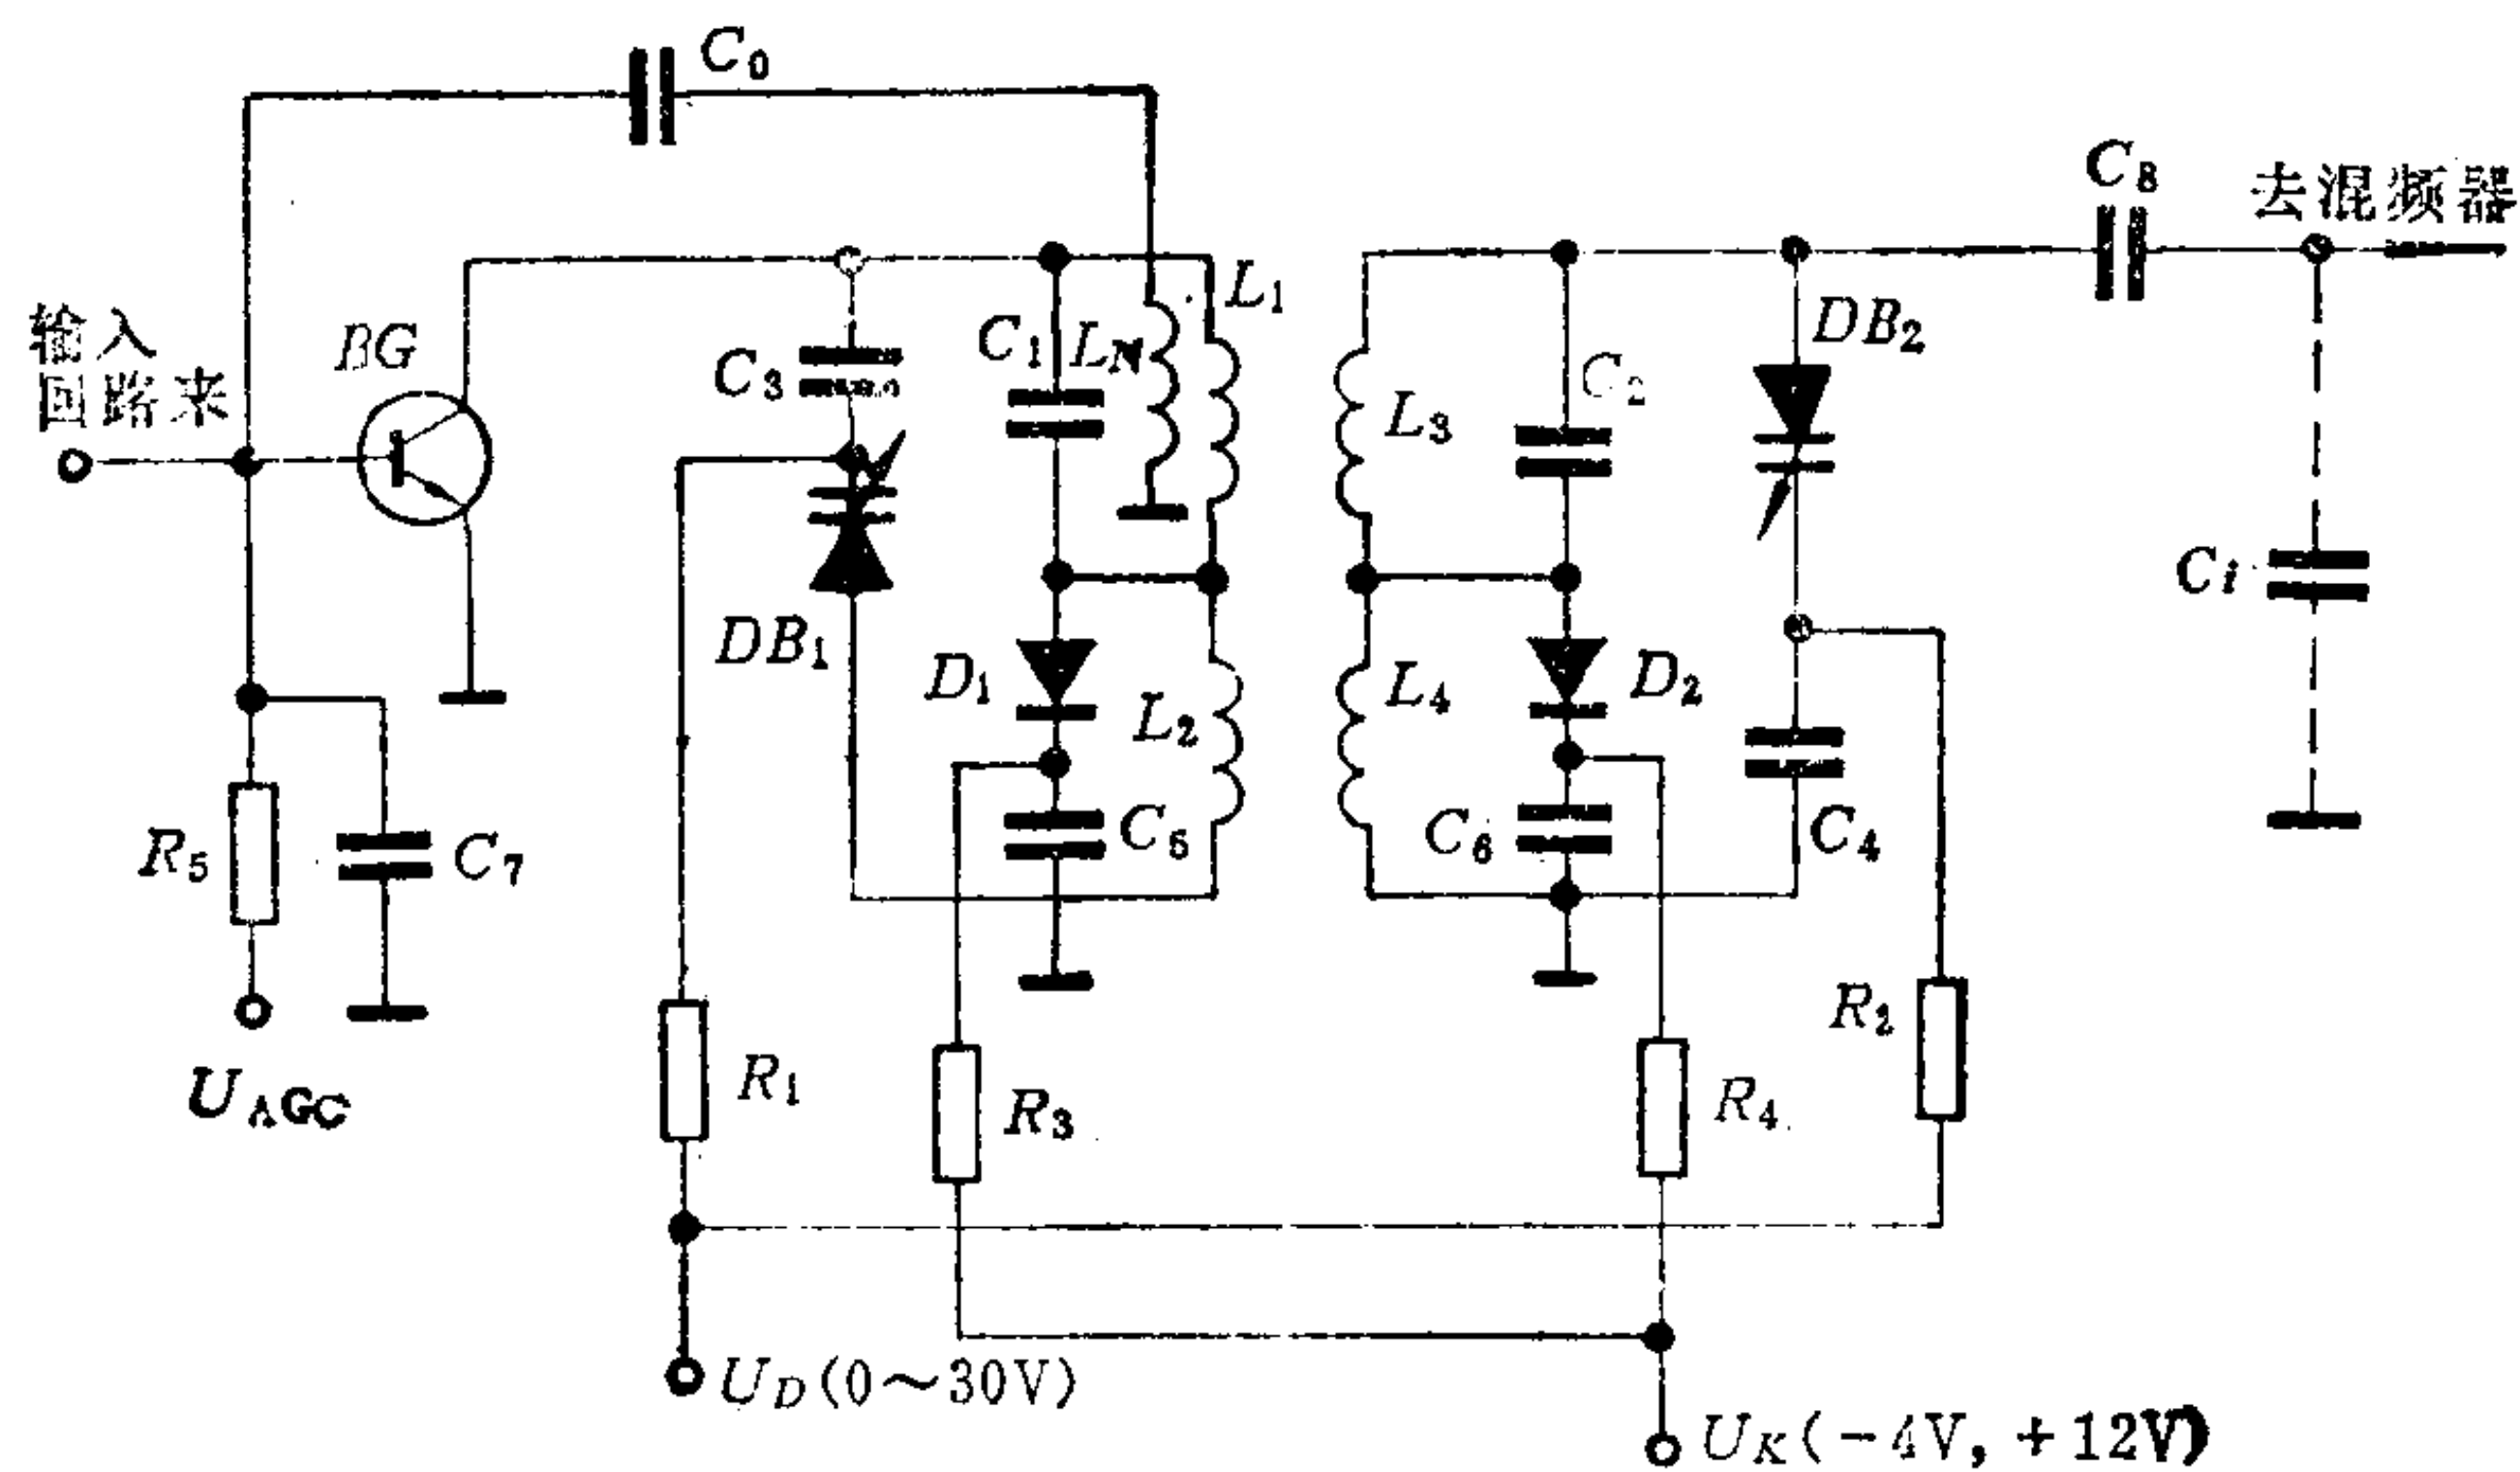 C0
C8
去混频器
输入
回路来
BG
C3
C1
LN
L1
L3
C2
DB2
Ci
DB1
D1
L2
L4
D2
R5
C7
C5
C6
C4
R1
R3
R4
R2
UAGC
UD(0～30V)
UK(-4V, +12V)